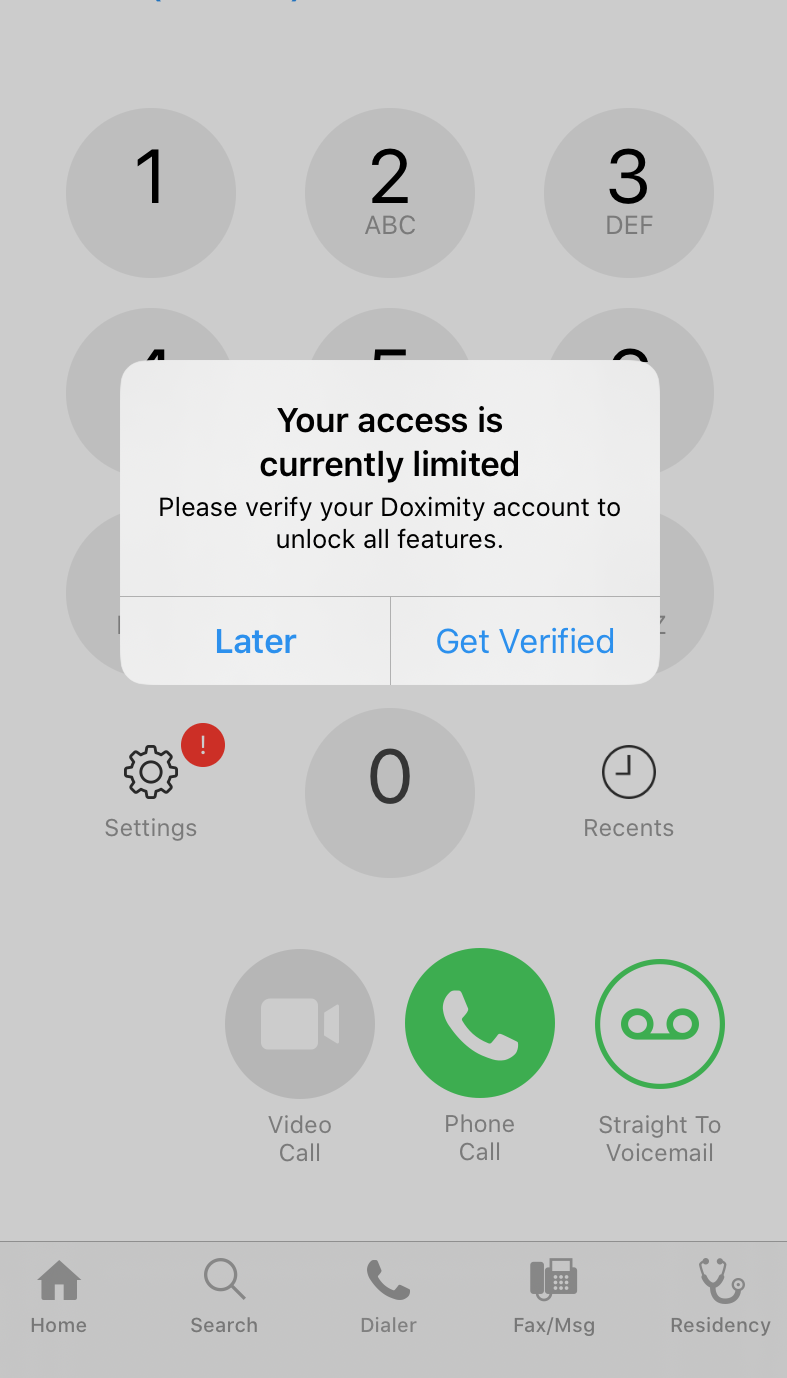 1
2
3
ABC
DEF
Your access is
currently limited
Please verify your Doximity account to
unlock all features.
Later
Get Verified
!
0
Settings
Recents
Video
Call
Phone
Call
Straight To
Voicemail
Home
Search
Dialer
Fax/Msg
Residency